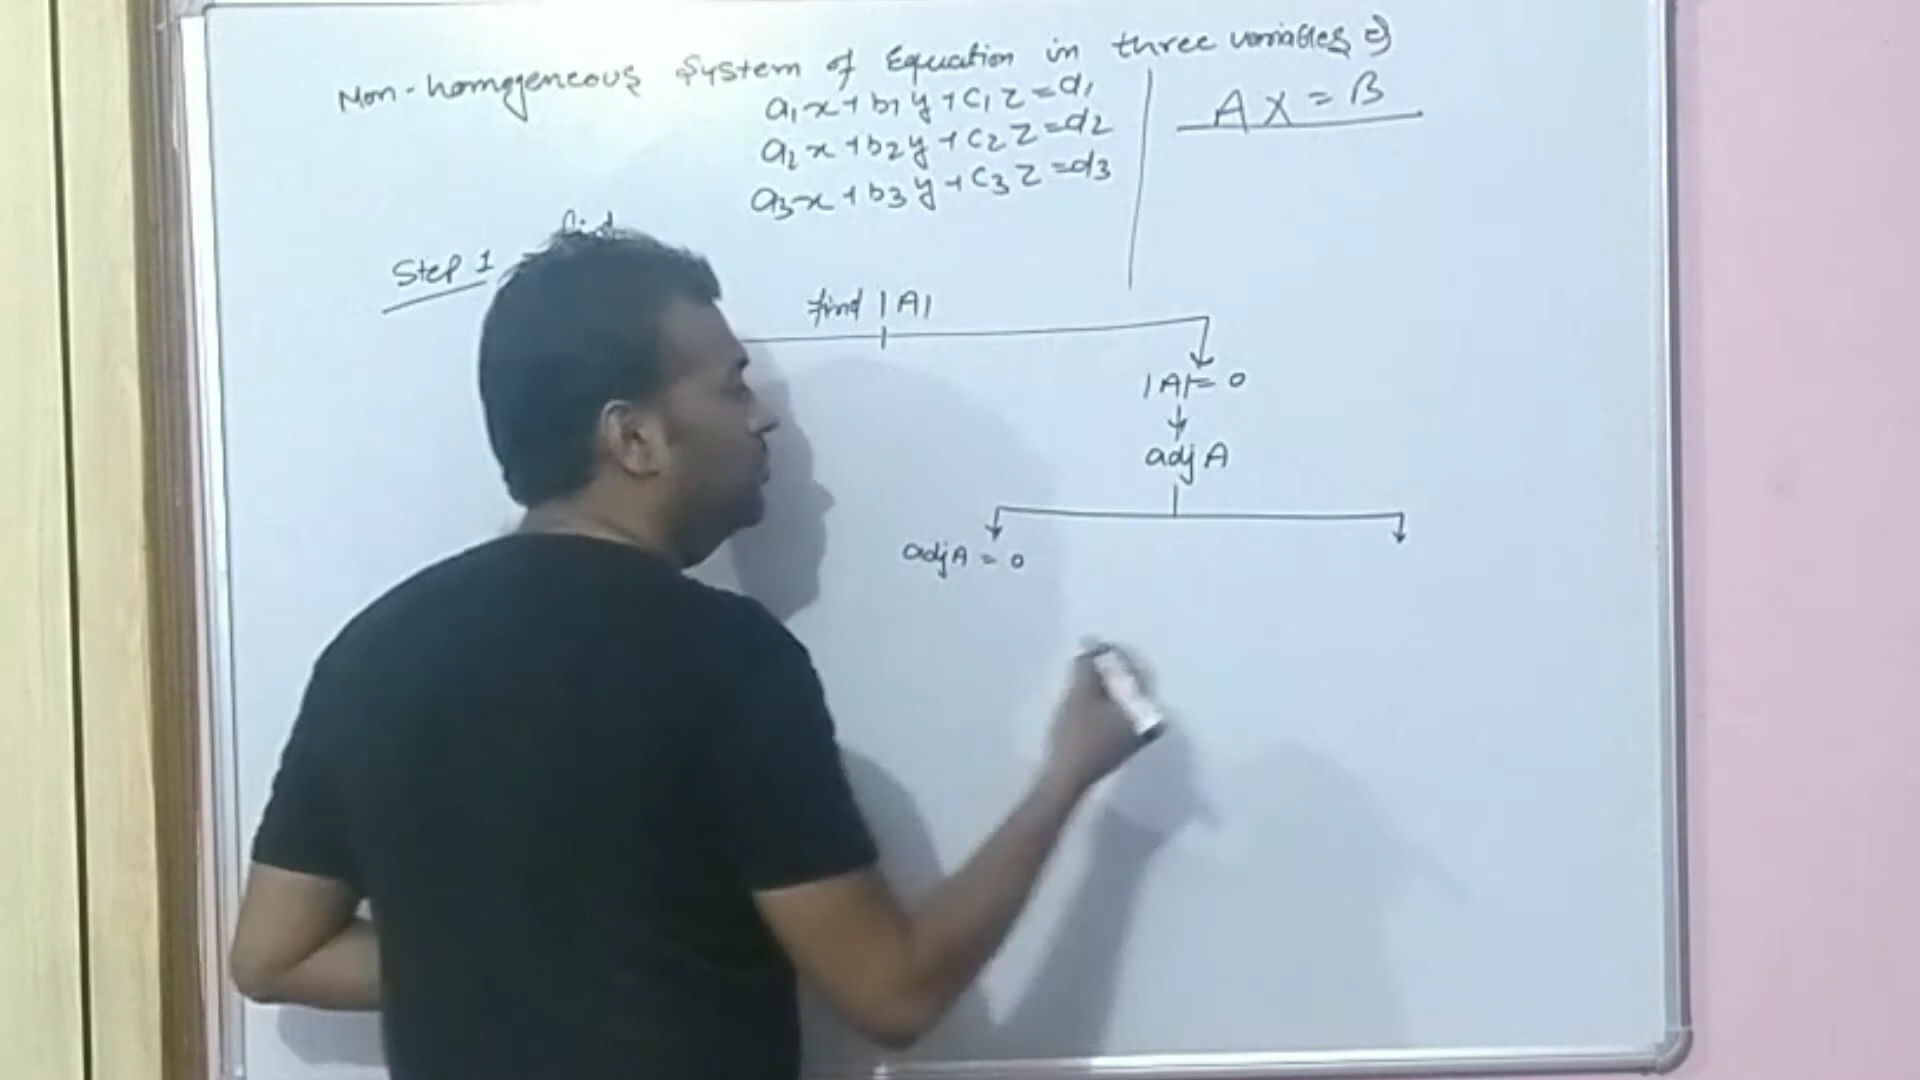 Non-homogeneous System of Equation in three variables
a₁x + b₁y + c₁z = d₁
a₂x + b₂y + c₂z = d₂
a₃x + b₃y + c₃z = d₃
AX = B
Step 1
find |A|
|A| = 0
adj A
adj A = 0